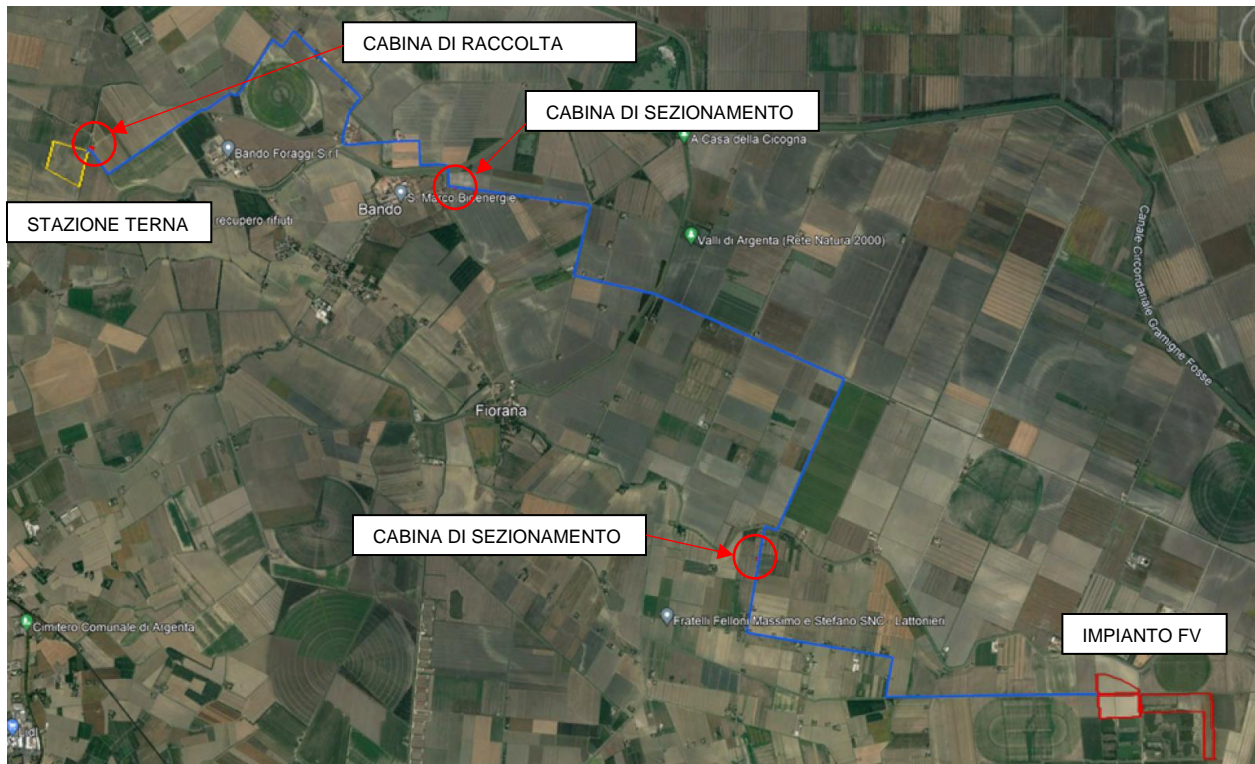 CABINA DI RACCOLTA
CABINA DI SEZIONAMENTO
A Casa della Cicogna
Bando Foraggi S.r.l
S. Marco Bioenergie
Bando
STAZIONE TERNA
recupero rifiuti
Valli di Argenta (Rete Natura 2000)
Canale Circondariale Gramigne Fosse
Fiorana
CABINA DI SEZIONAMENTO
Fratelli Felloni Massimo e Stefano SNC - Lattonieri
Cimitero Comunale di Argenta
IMPIANTO FV
Lidl